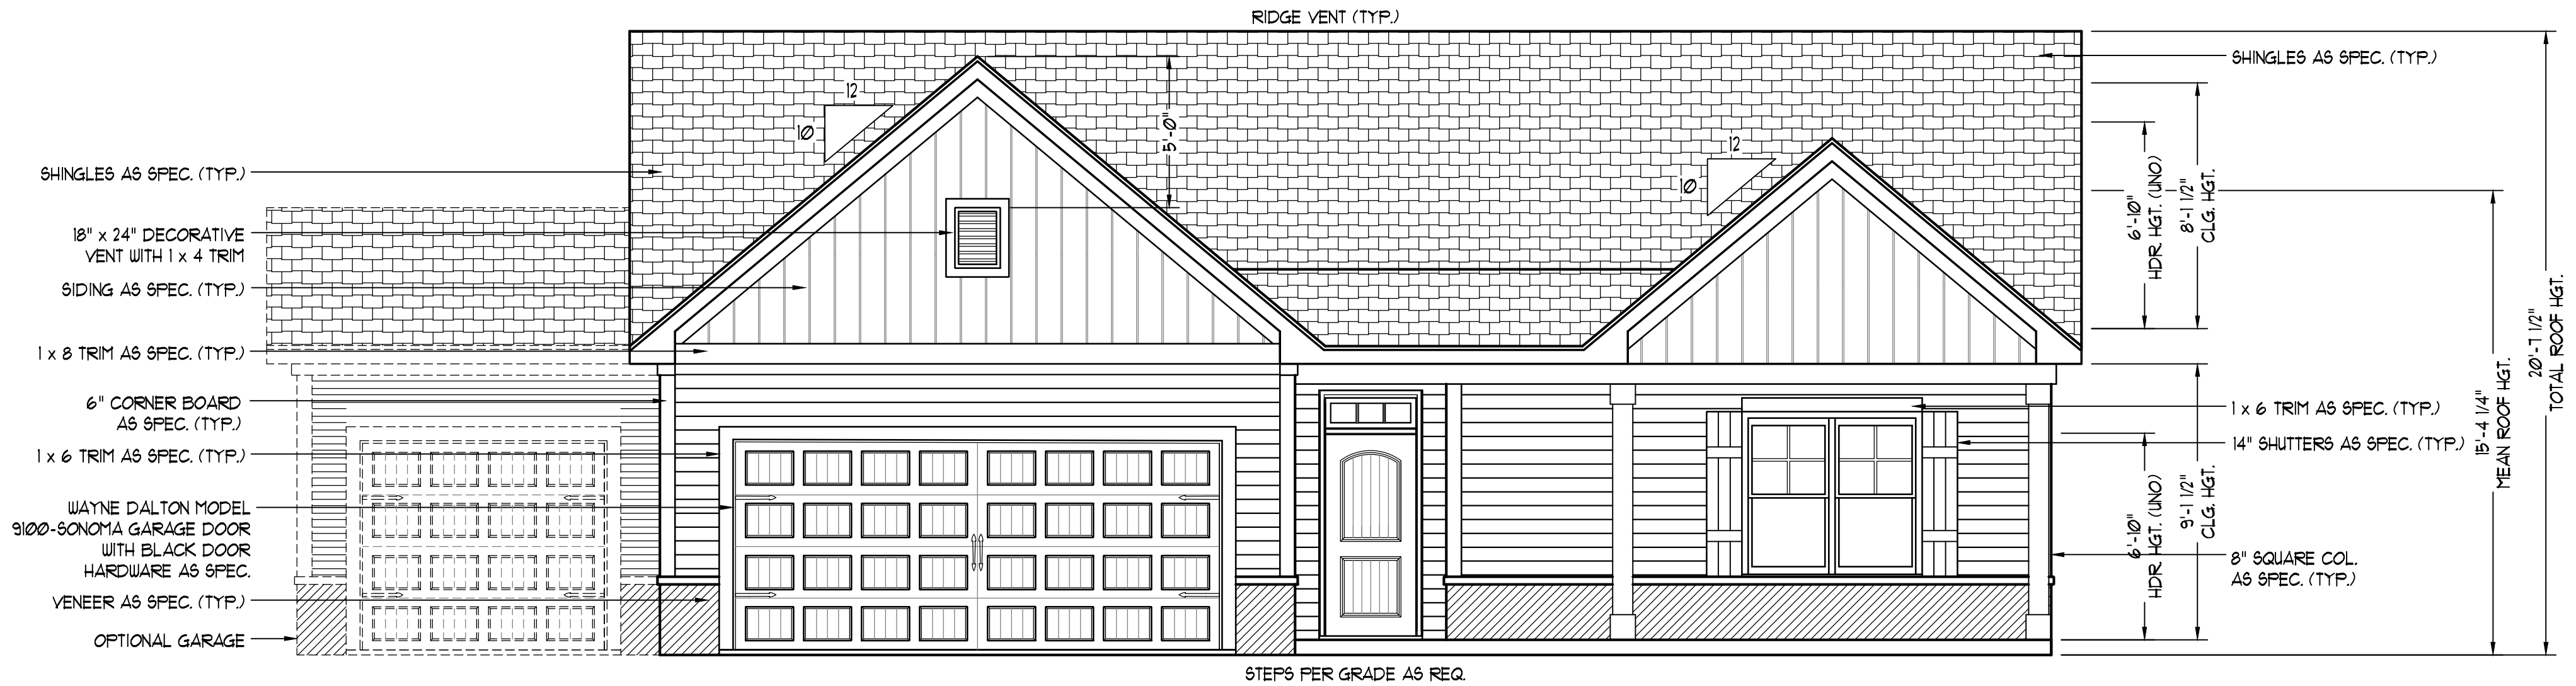 RIDGE VENT (TYP.)
SHINGLES AS SPEC. (TYP.)
12
10
5'-0"
12
10
SHINGLES AS SPEC. (TYP.)
18" x 24" DECORATIVE
VENT WITH 1 x 4 TRIM
SIDING AS SPEC. (TYP.)
1 x 8 TRIM AS SPEC. (TYP.)
6" CORNER BOARD
AS SPEC. (TYP.)
1 x 6 TRIM AS SPEC. (TYP.)
WAYNE DALTON MODEL
9100-SONOMA GARAGE DOOR
WITH BLACK DOOR
HARDWARE AS SPEC.
VENEER AS SPEC. (TYP.)
OPTIONAL GARAGE
6'-10"
HDR. HGT. (UNO)
8'-1 1/2"
CLG. HGT.
6'-10"
HDR. HGT. (UNO)
9'-1 1/2"
CLG. HGT.
15'-4 1/4"
MEAN ROOF HGT.
20'-7 1/2"
TOTAL ROOF HGT.
1 x 6 TRIM AS SPEC. (TYP.)
14" SHUTTERS AS SPEC. (TYP.)
8" SQUARE COL.
AS SPEC. (TYP.)
STEPS PER GRADE AS REQ.